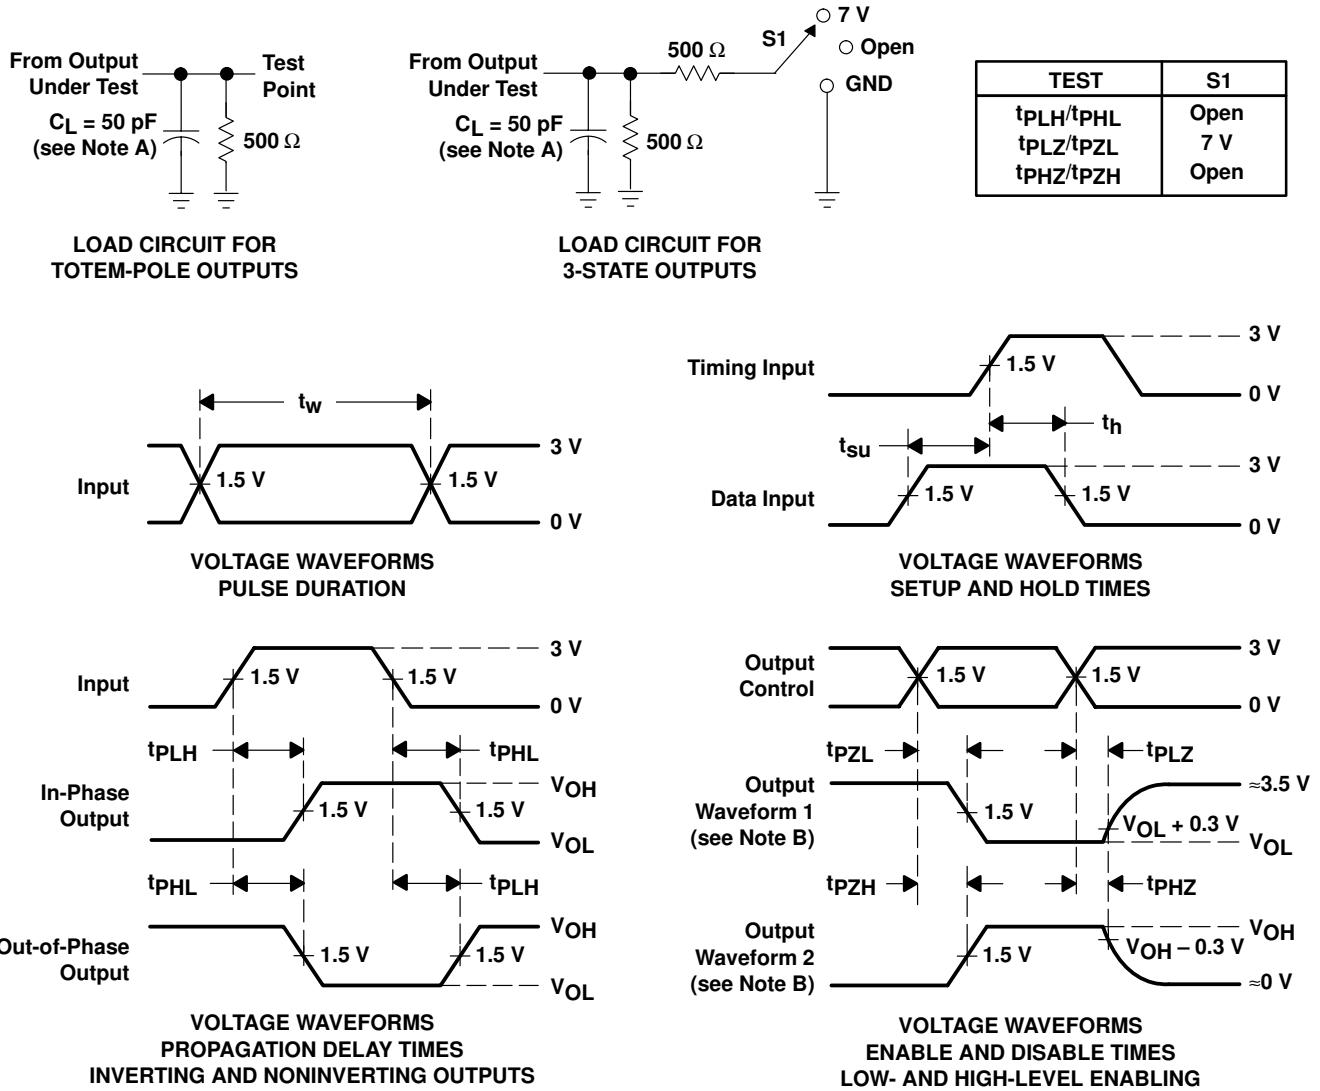 From Output
Under Test
Test
Point
CL = 50 pF
(see Note A)
500 Ω
LOAD CIRCUIT FOR
TOTEM-POLE OUTPUTS
From Output
Under Test
500 Ω
S1
7 V
Open
GND
CL = 50 pF
(see Note A)
500 Ω
LOAD CIRCUIT FOR
3-STATE OUTPUTS
TEST S1
tPLH/tPHL Open
tPLZ/tPZL 7 V
tPHZ/tPZH Open
tw
Input
1.5 V
1.5 V
3 V
0 V
VOLTAGE WAVEFORMS
PULSE DURATION
Timing Input
1.5 V
3 V
0 V
th
tsu
Data Input
1.5 V
1.5 V
3 V
0 V
VOLTAGE WAVEFORMS
SETUP AND HOLD TIMES
Input
1.5 V
1.5 V
3 V
0 V
tPLH
tPHL
In-Phase
Output
1.5 V
1.5 V
VOH
VOL
tPHL
tPLH
Out-of-Phase
Output
1.5 V
1.5 V
VOH
VOL
VOLTAGE WAVEFORMS
PROPAGATION DELAY TIMES
INVERTING AND NONINVERTING OUTPUTS
Output
Control
1.5 V
1.5 V
3 V
0 V
tPZL
tPLZ
Output
Waveform 1
(see Note B)
1.5 V
VOL + 0.3 V
≈3.5 V
VOL
tPZH
tPHZ
Output
Waveform 2
(see Note B)
1.5 V
VOH – 0.3 V
VOH
≈0 V
VOLTAGE WAVEFORMS
ENABLE AND DISABLE TIMES
LOW- AND HIGH-LEVEL ENABLING